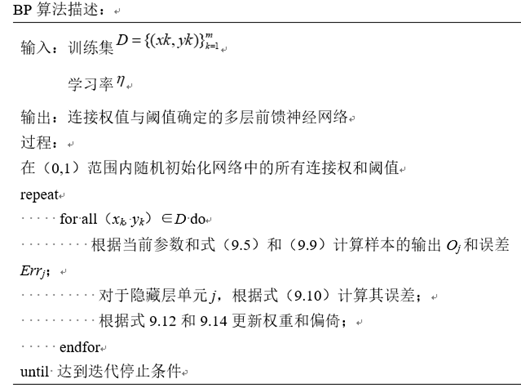 BP 算法描述：
输入：训练集 D = {(xk, yk)}_{k=1}^{m}
学习率 η
输出：连接权值与阈值确定的多层前馈神经网络
过程：
在（0,1）范围内随机初始化网络中的所有连接权和阈值
repeat
for all（xk, yk）∈D do
根据当前参数和式（9.5）和（9.9）计算样本的输出 Oj 和误差
Errj；
对于隐藏层单元 j，根据式（9.10）计算其误差；
根据式 9.12 和 9.14 更新权重和偏倚；
endfor
until 达到迭代停止条件